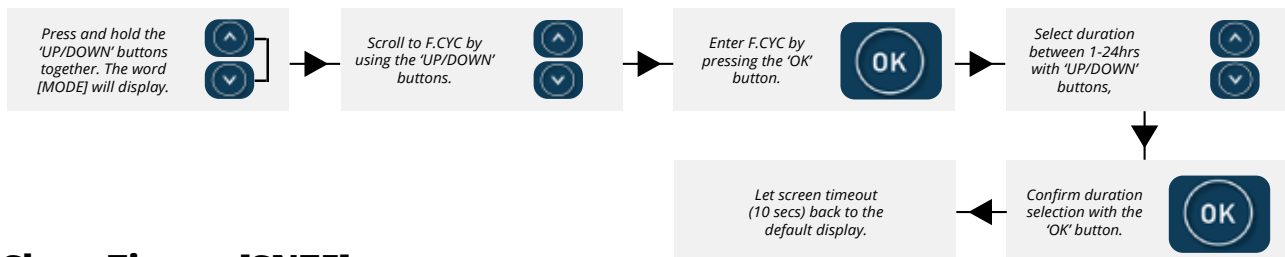 Press and hold the
‘UP/DOWN’ buttons
together. The word
[MODE] will display.
Scroll to F.CYC by
using the ‘UP/DOWN’
buttons.
Enter F.CYC by
pressing the ‘OK’
button.
OK
Select duration
between 1-24hrs
with ‘UP/DOWN’
buttons,
Confirm duration
selection with the
‘OK’ button.
OK
Let screen timeout
(10 secs) back to the
default display.